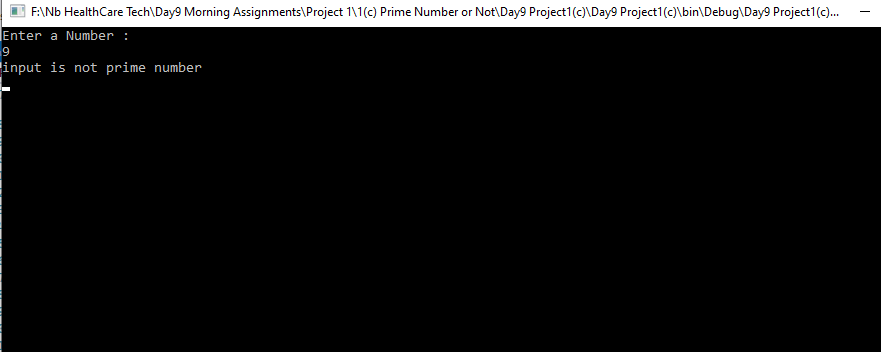 F:\Nb HealthCare Tech\Day9 Morning Assignments\Project 1\1(c) Prime Number or Not\Day9 Project1(c)\Day9 Project1(c)\bin\Debug\Day9 Project1(c)...
Enter a Number :
9
input is not prime number